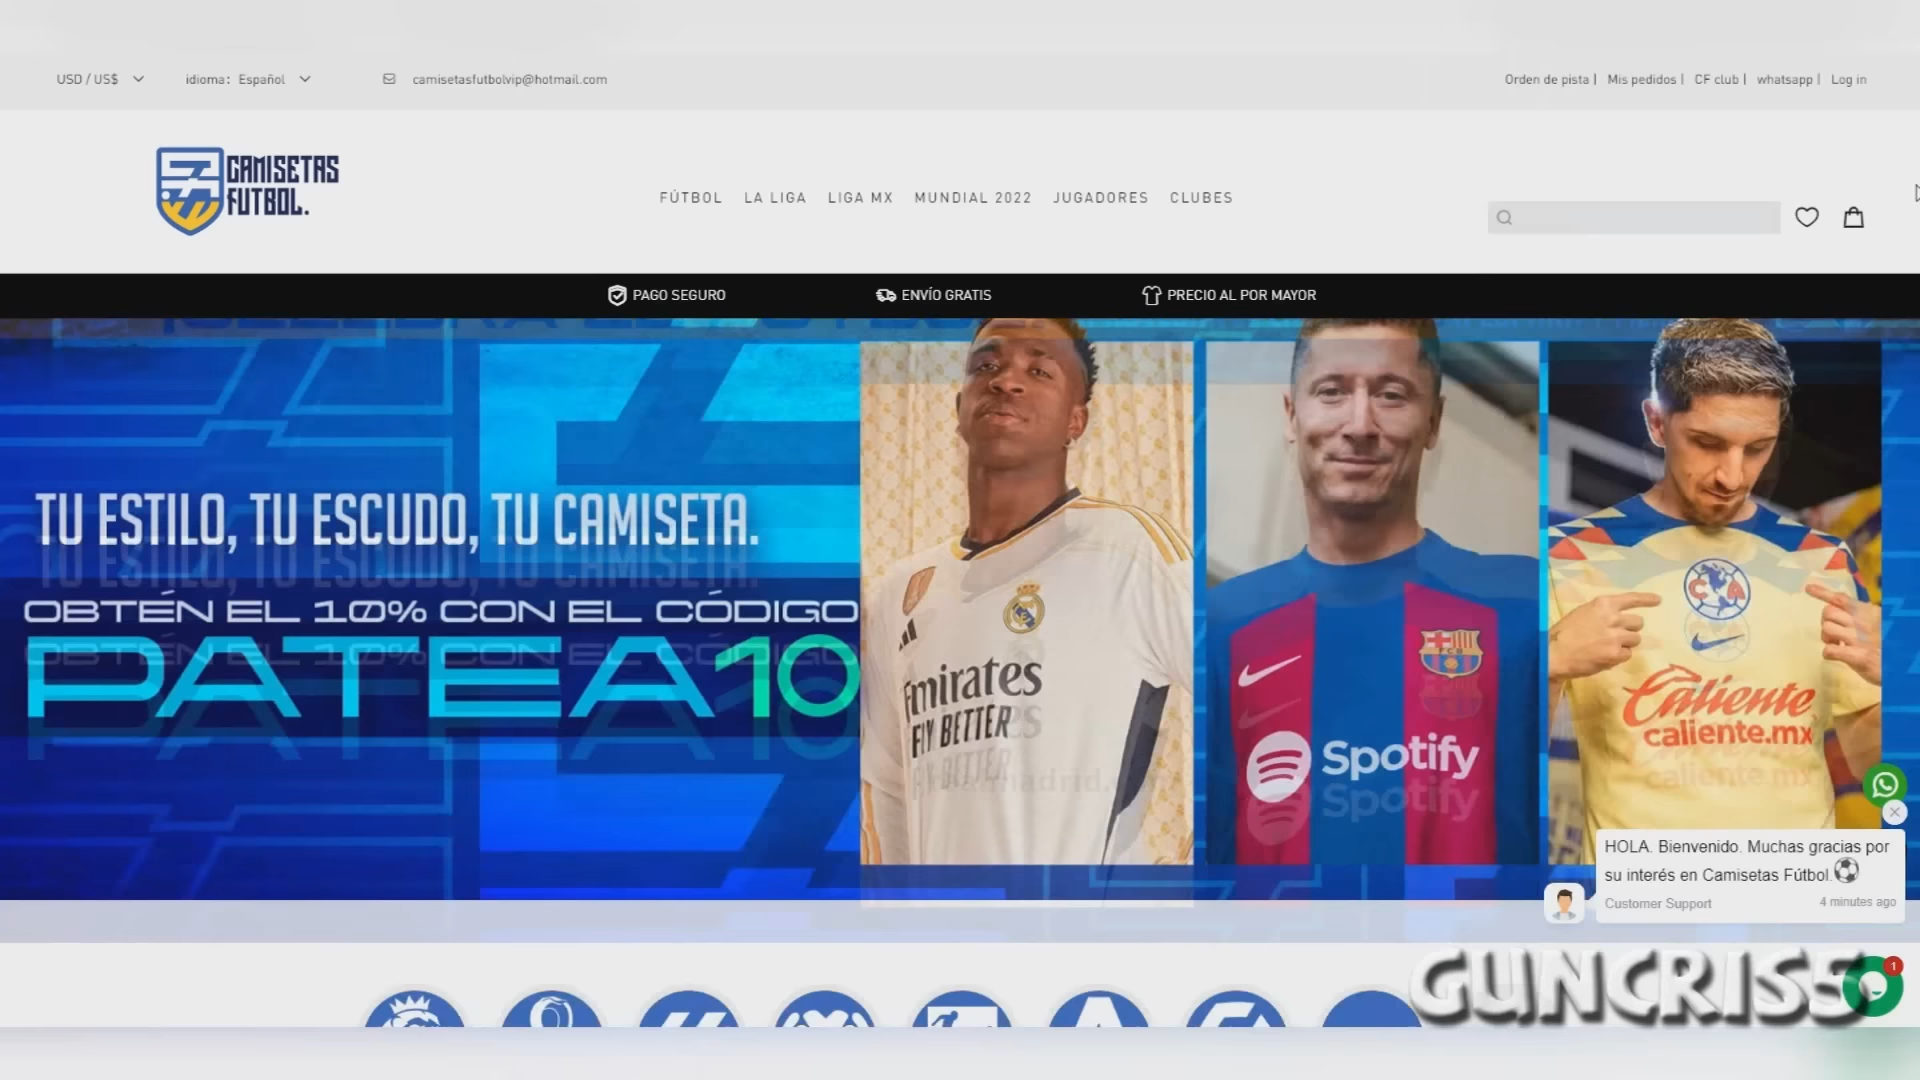 USD / US$
idioma: Español
camisetasfutbolvip@hotmail.com
Orden de pista | Mis pedidos | CF club | whatsapp | Log in
CAMISETAS
FUTBOL.
FÚTBOL LA LIGA LIGA MX MUNDIAL 2022 JUGADORES CLUBES
PAGO SEGURO
ENVÍO GRATIS
PRECIO AL POR MAYOR
TU ESTILO, TU ESCUDO, TU CAMISETA.
OBTÉN EL 10% CON EL CÓDIGO
PATEA10
Emirates
FLY BETTER
Spotify
CA
Caliente
caliente.mx
HOLA. Bienvenido. Muchas gracias por
su interés en Camisetas Fútbol.
Customer Support
4 minutes ago
1